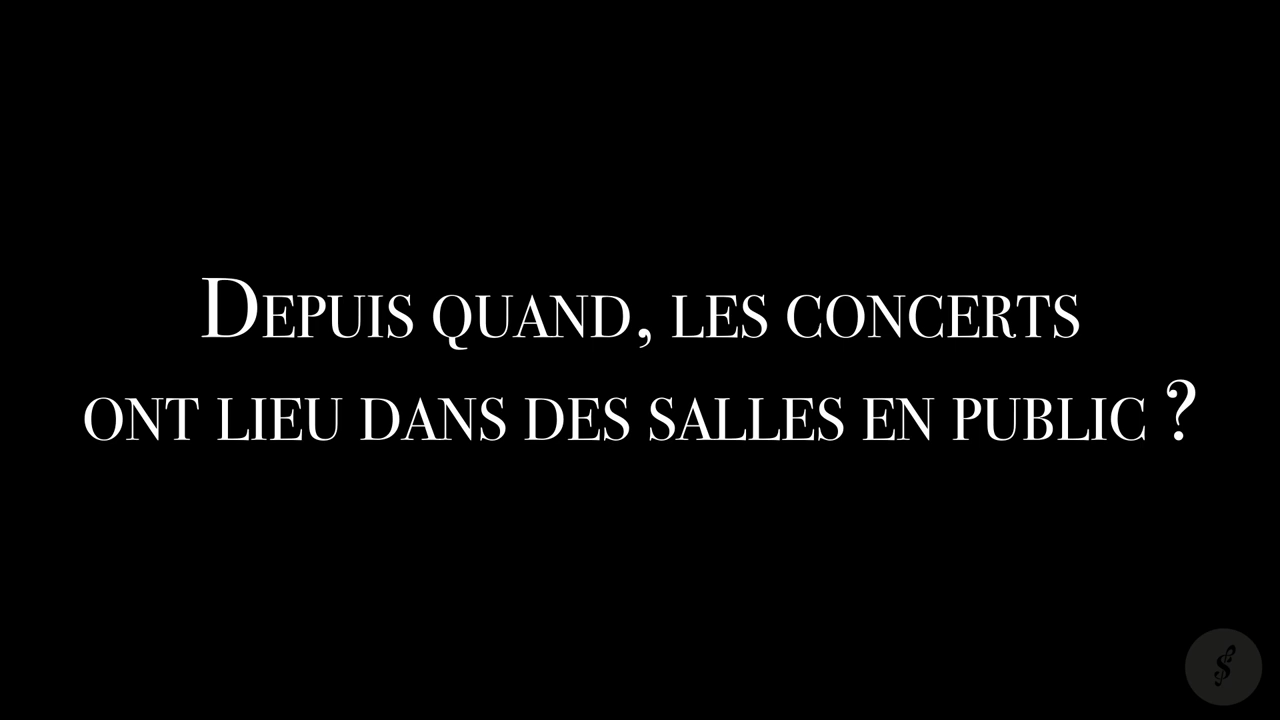 Depuis quand, les concerts
ont lieu dans des salles en public ?